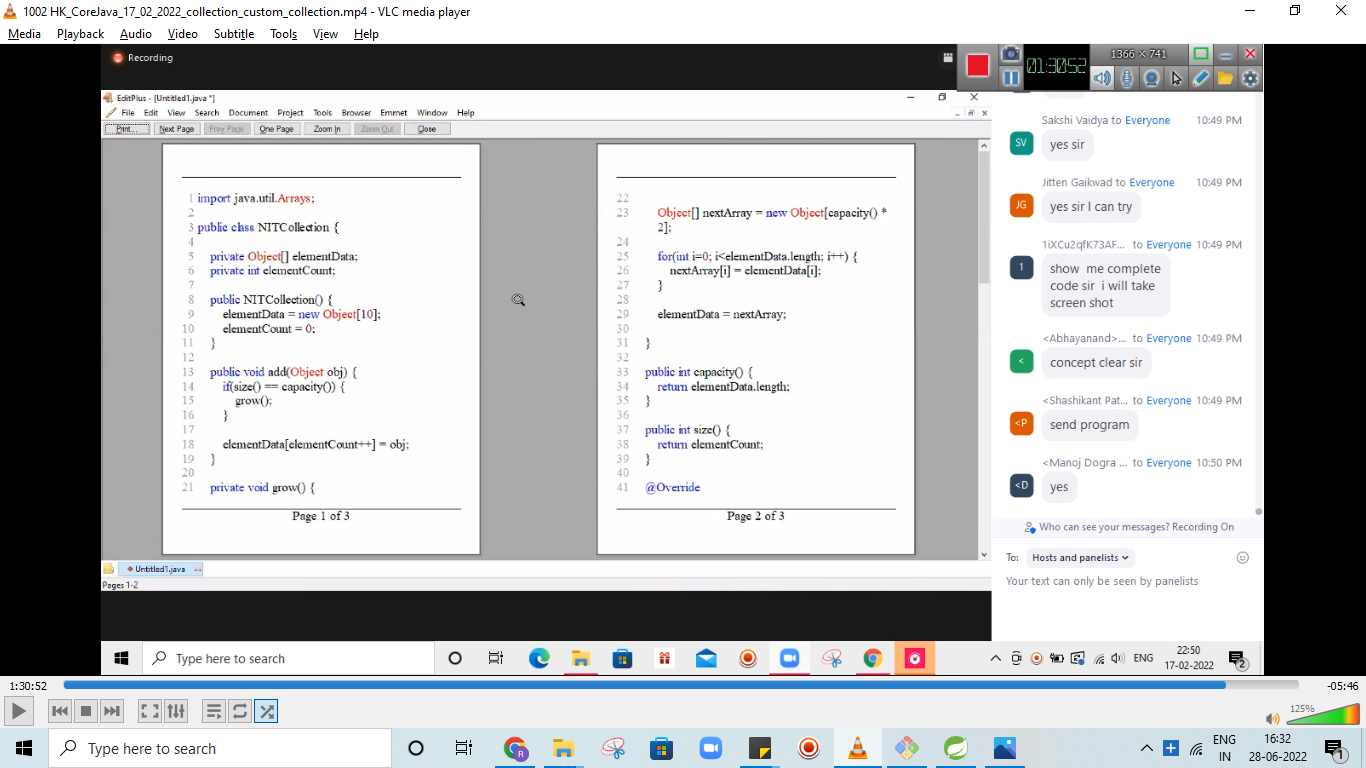 1002 HK_CoreJava_17_02_2022_collection_custom_collection.mp4 - VLC media player
Media Playback Audio Video Subtitle Tools View Help
Recording
1366 × 741
01:30:52
EditPlus - [Untitled1.java *]
File Edit View Search Document Project Tools Browser Emmet Window Help
Print... Next Page Prev Page One Page Zoom In Zoom Out Close
1 import java.util.Arrays;
2
3 public class NITCollection {
4
5 private Object[] elementData;
6 private int elementCount;
7
8 public NITCollection() {
9 elementData = new Object[10];
10 elementCount = 0;
11 }
12
13 public void add(Object obj) {
14 if(size() == capacity()) {
15 grow();
16 }
17
18 elementData[elementCount++] = obj;
19 }
20
21 private void grow() {
Page 1 of 3
22
23 Object[] nextArray = new Object[capacity() *
2];
24
25 for(int i=0; i<elementData.length; i++) {
26 nextArray[i] = elementData[i];
27 }
28
29 elementData = nextArray;
30
31 }
32
33 public int capacity() {
34 return elementData.length;
35 }
36
37 public int size() {
38 return elementCount;
39 }
40
41 @Override
Page 2 of 3
Untitled1.java
Pages 1-2
Sakshi Vaidya to Everyone 10:49 PM
SV
yes sir
Jitten Gaikwad to Everyone 10:49 PM
JG
yes sir I can try
1iXCu2qfK73AF... to Everyone 10:49 PM
1
show me complete
code sir i will take
screen shot
<Abhayanand>... to Everyone 10:49 PM
<
concept clear sir
<Shashikant Pat... to Everyone 10:49 PM
<P
send program
<Manoj Dogra ... to Everyone 10:50 PM
<D
yes
Who can see your messages? Recording On
To: Hosts and panelists
Your text can only be seen by panelists
Type here to search
ENG
22:50
17-02-2022
2
1:30:52
-05:46
125%
Type here to search
ENG
IN
16:32
28-06-2022
1